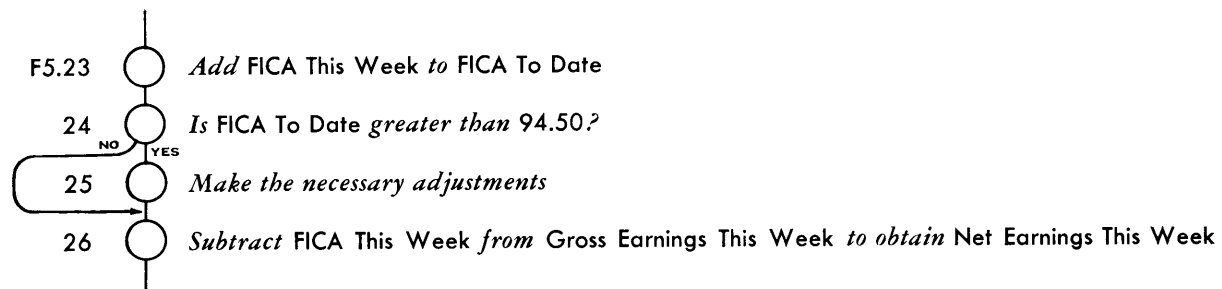 F5.23 Add FICA This Week to FICA To Date
24 Is FICA To Date greater than 94.50?
NO YES
25 Make the necessary adjustments
26 Subtract FICA This Week from Gross Earnings This Week to obtain Net Earnings This Week